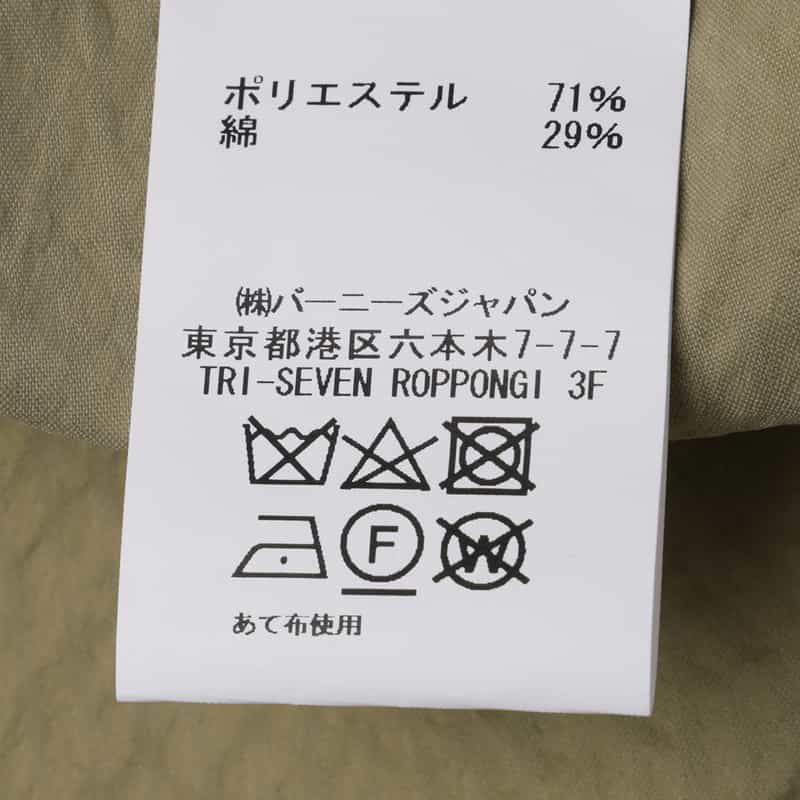 ポリエステル 71%
綿 29%
㈱バーニーズジャパン
東京都港区六本木7-7-7
TRI-SEVEN ROPPONGI 3F
F W
あて布使用